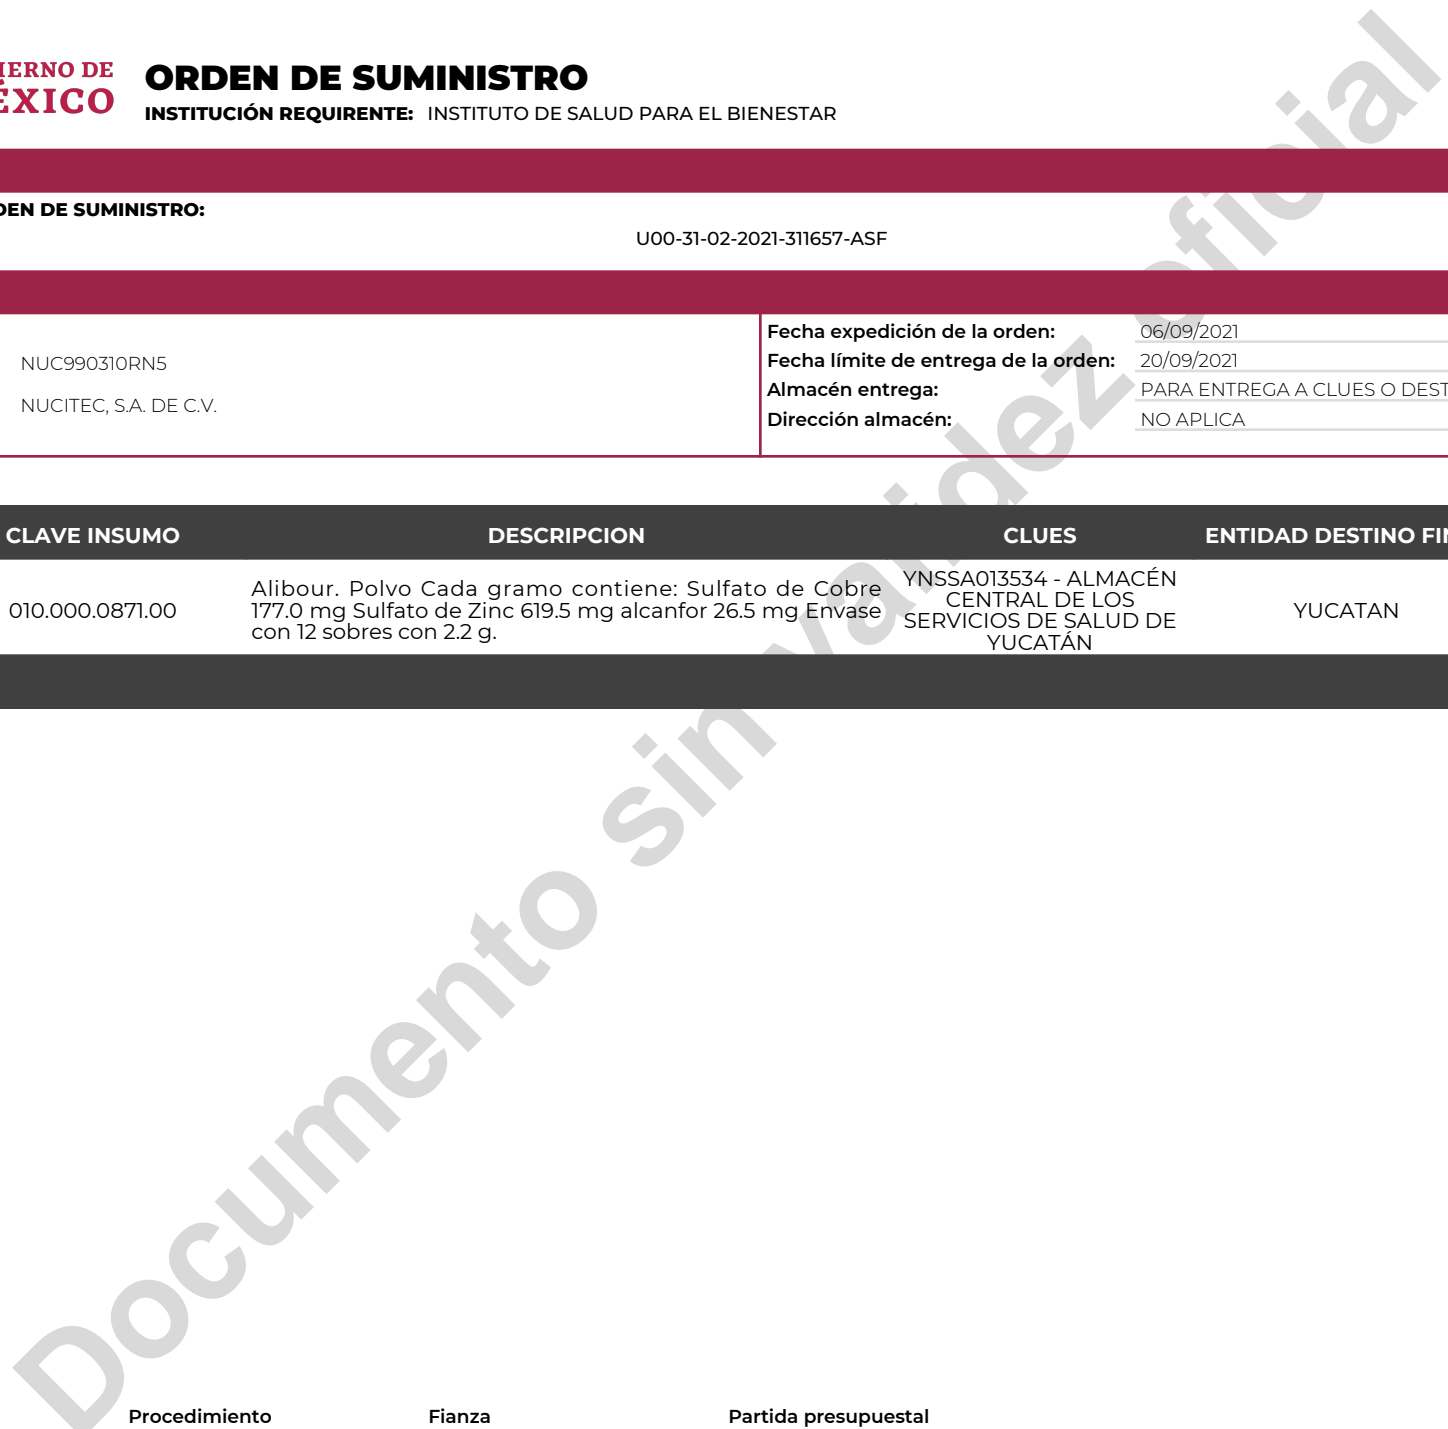 IERNO DE
ÉXICO
ORDEN DE SUMINISTRO
INSTITUCIÓN REQUIRENTE: INSTITUTO DE SALUD PARA EL BIENESTAR
DEN DE SUMINISTRO:
U00-31-02-2021-311657-ASF
NUC990310RN5
NUCITEC, S.A. DE C.V.
Fecha expedición de la orden: 06/09/2021
Fecha límite de entrega de la orden: 20/09/2021
Almacén entrega: PARA ENTREGA A CLUES O DEST
Dirección almacén: NO APLICA
CLAVE INSUMO DESCRIPCION CLUES ENTIDAD DESTINO FIN
010.000.0871.00
Alibour. Polvo Cada gramo contiene: Sulfato de Cobre
177.0 mg Sulfato de Zinc 619.5 mg alcanfor 26.5 mg Envase
con 12 sobres con 2.2 g.
YNSSA013534 - ALMACÉN
CENTRAL DE LOS
SERVICIOS DE SALUD DE
YUCATÁN
YUCATAN
Documento sin validez oficial
Procedimiento Fianza Partida presupuestal